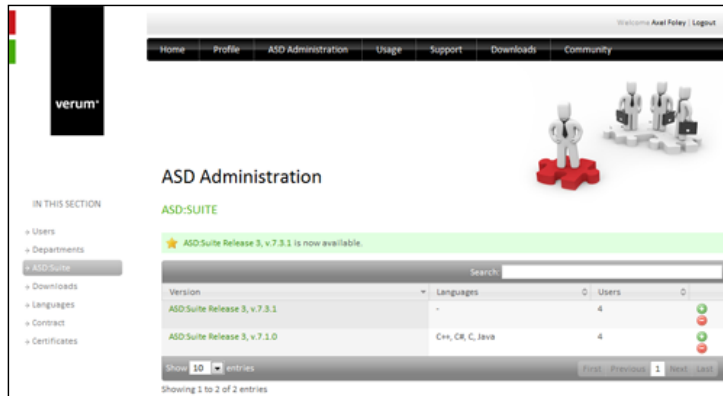 Welcome Axel Foley | Logout
Home Profile ASD Administration Usage Support Downloads Community
verum®
ASD Administration
IN THIS SECTION
ASD:SUITE
+ Users
+ Departments
+ ASD:Suite
+ Downloads
+ Languages
+ Contract
+ Certificates
ASD:Suite Release 3, v.7.3.1 is now available.
Search:
Version Languages Users
ASD:Suite Release 3, v.7.3.1 - 4
ASD:Suite Release 3, v.7.1.0 C++, C#, C, Java 4
Show 10 entries First Previous 1 Next Last
Showing 1 to 2 of 2 entries